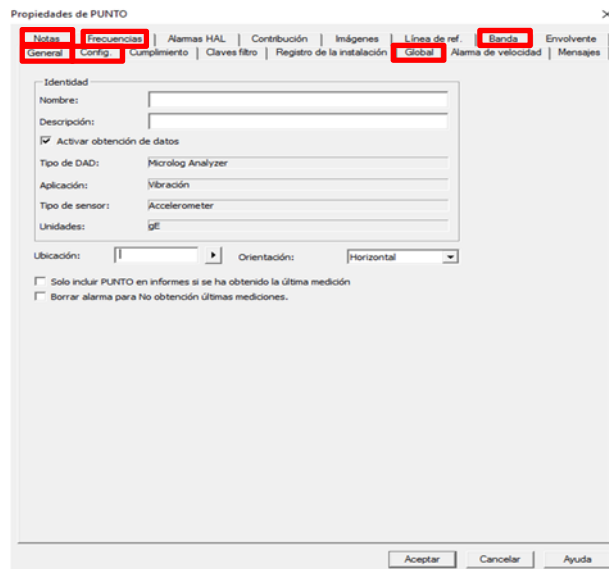 Propiedades de PUNTO
Notas Frecuencias Alarmas HAL Contribución Imágenes Línea de ref. Banda Envolvente
General Config. Cumplimiento Claves filtro Registro de la instalación Global Alarma de velocidad Mensajes
Identidad
Nombre:
Descripción:
Activar obtención de datos
Tipo de DAD: Microlog Analyzer
Aplicación: Vibración
Tipo de sensor: Accelerometer
Unidades: gE
Ubicación: Orientación: Horizontal
Solo incluir PUNTO en informes si se ha obtenido la última medición
Borrar alarma para No obtención últimas mediciones.
Aceptar Cancelar Ayuda